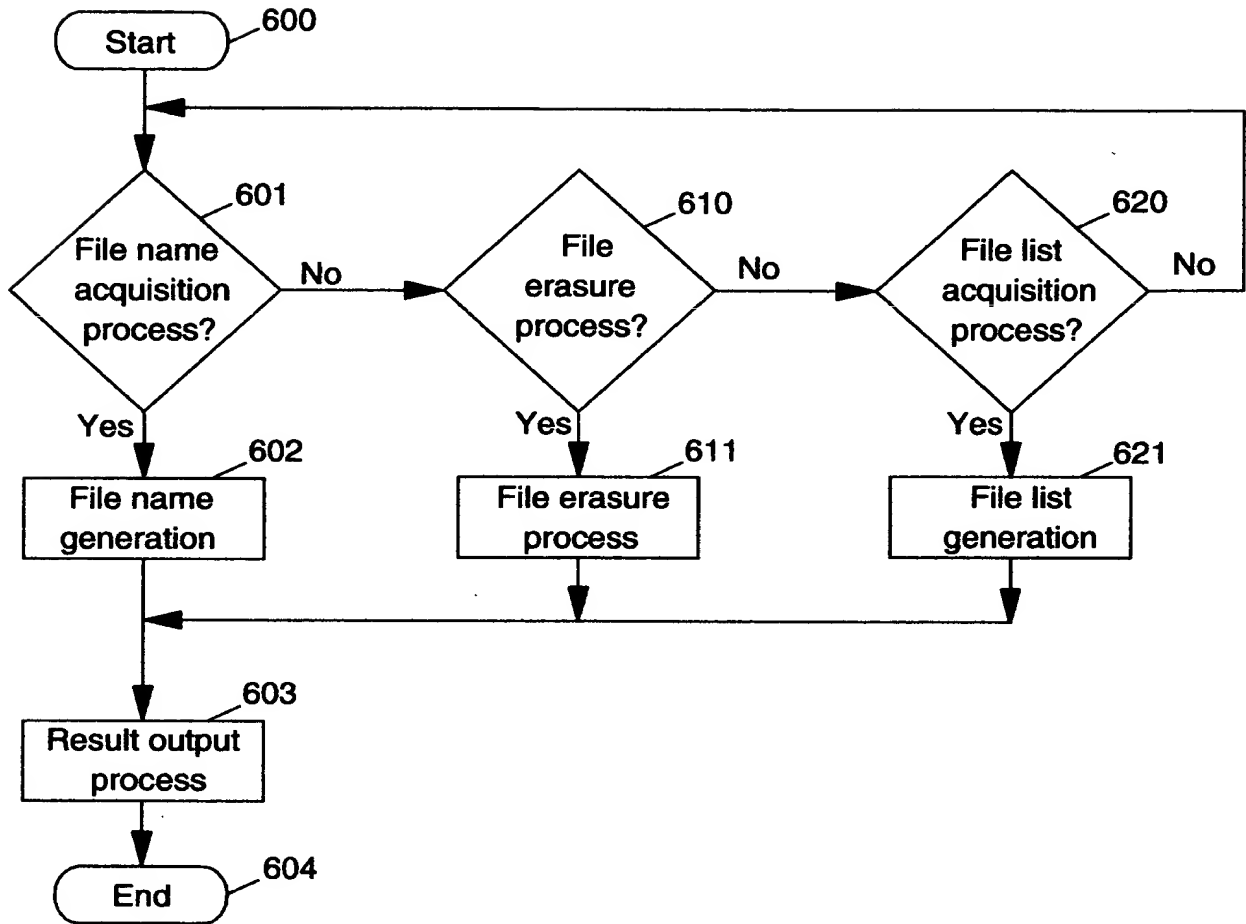 Start
600
601
File name
acquisition
process?
No
610
File
erasure
process?
No
620
File list
acquisition
process?
No
Yes
602
File name
generation
Yes
611
File erasure
process
Yes
621
File list
generation
603
Result output
process
604
End